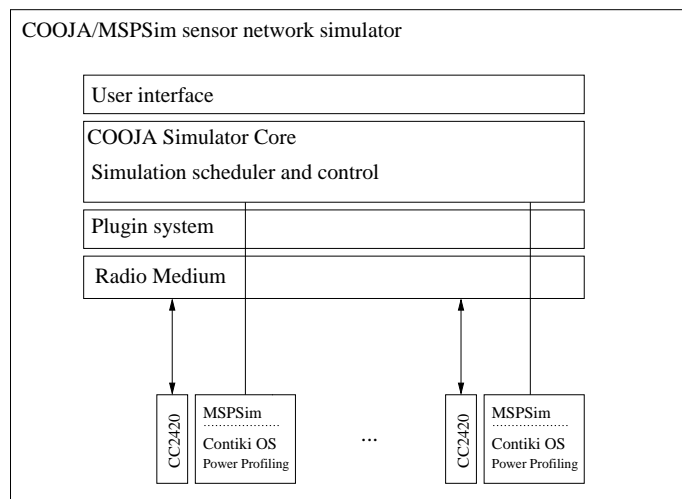 COOJA/MSPSim sensor network simulator
User interface
COOJA Simulator Core
Simulation scheduler and control
Plugin system
Radio Medium
CC2420
MSPSim
Contiki OS
Power Profiling
...
CC2420
MSPSim
Contiki OS
Power Profiling